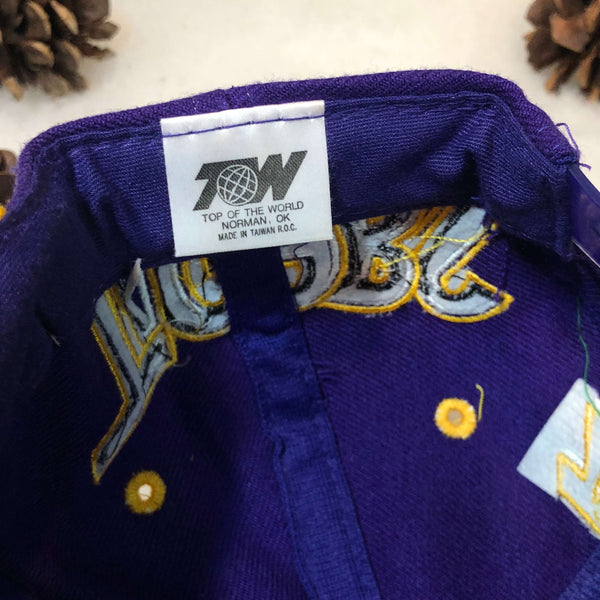 TOW
TOP OF THE WORLD
NORMAN, OK
MADE IN TAIWAN R.O.C.